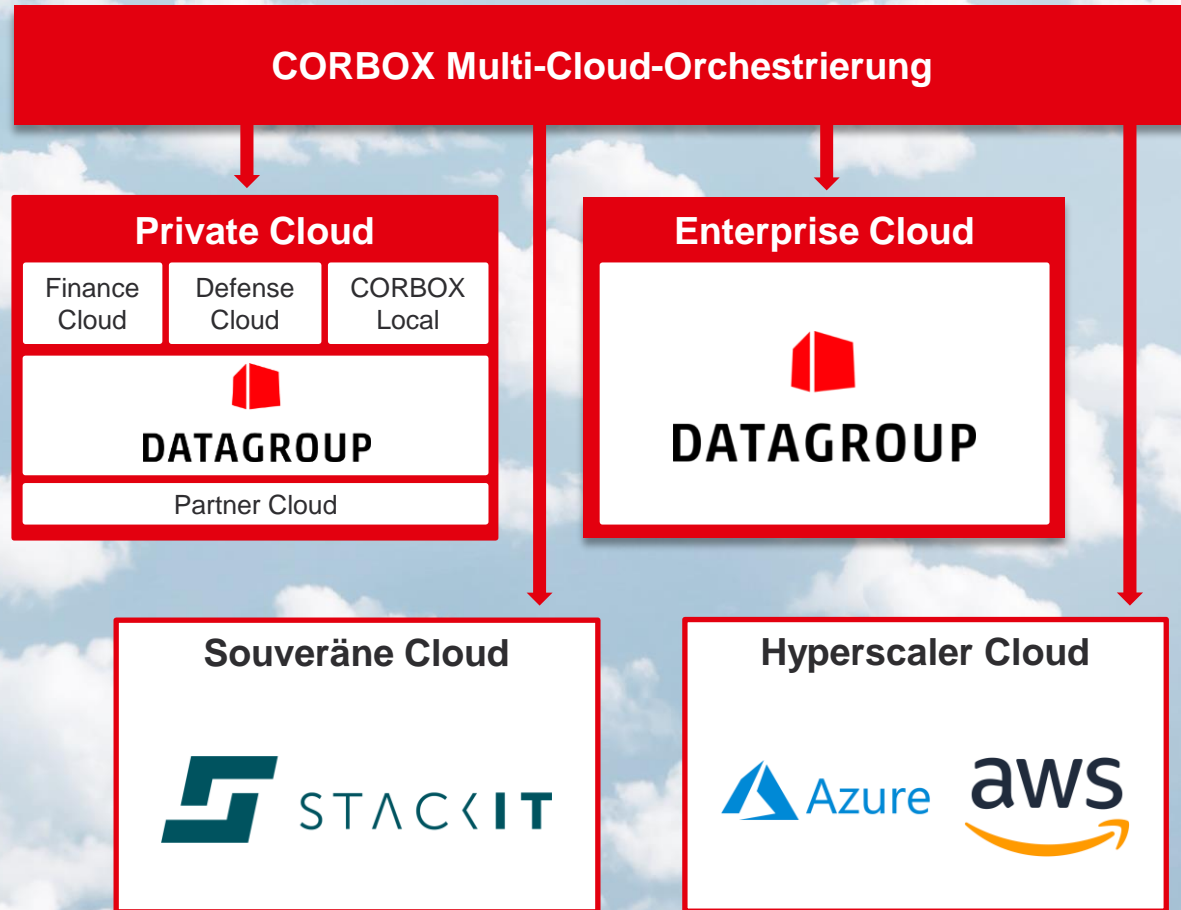 CORBOX Multi-Cloud-Orchestrierung
Private Cloud
Finance
Cloud
Defense
Cloud
CORBOX
Local
DATAGROUP
Partner Cloud
Enterprise Cloud
DATAGROUP
Souveräne Cloud
STACKIT
Hyperscaler Cloud
Azure
aws